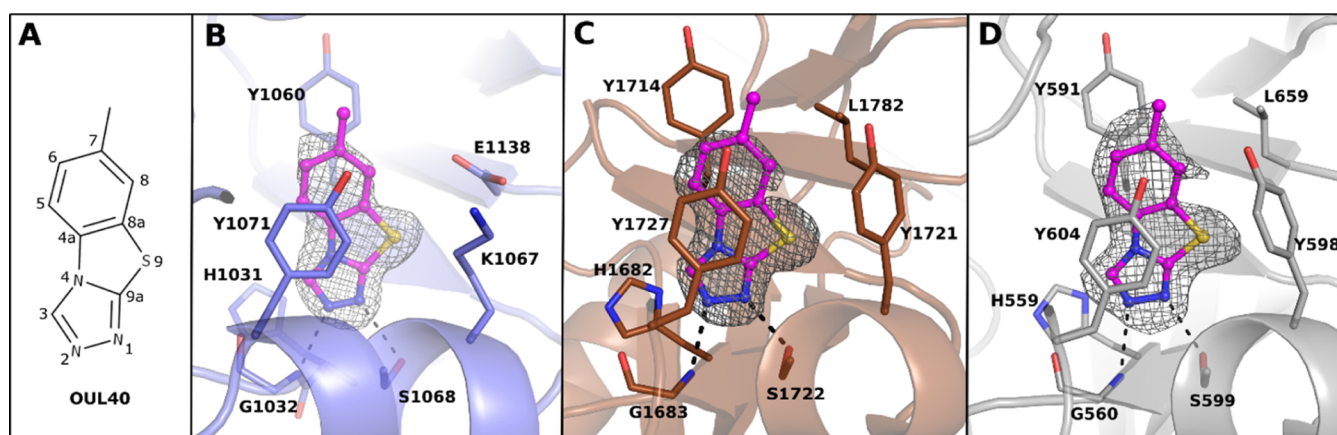 A
7
6
8
5
8a
4a
S 9
4 N
9a
3
N
N 1
2
OUL40
B
Y1060
E1138
Y1071
K1067
H1031
G1032
S1068
C
Y1714
L1782
Y1727
Y1721
H1682
G1683
S1722
D
Y591
L659
Y604
Y598
H559
G560
S599